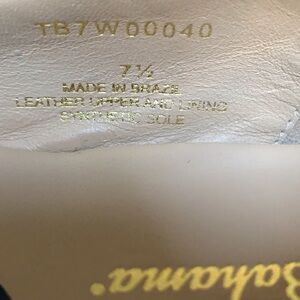 TB7W00040
7½
MADE IN BRAZIL
LEATHER UPPER AND LINING
SYNTHETIC SOLE
Bahama